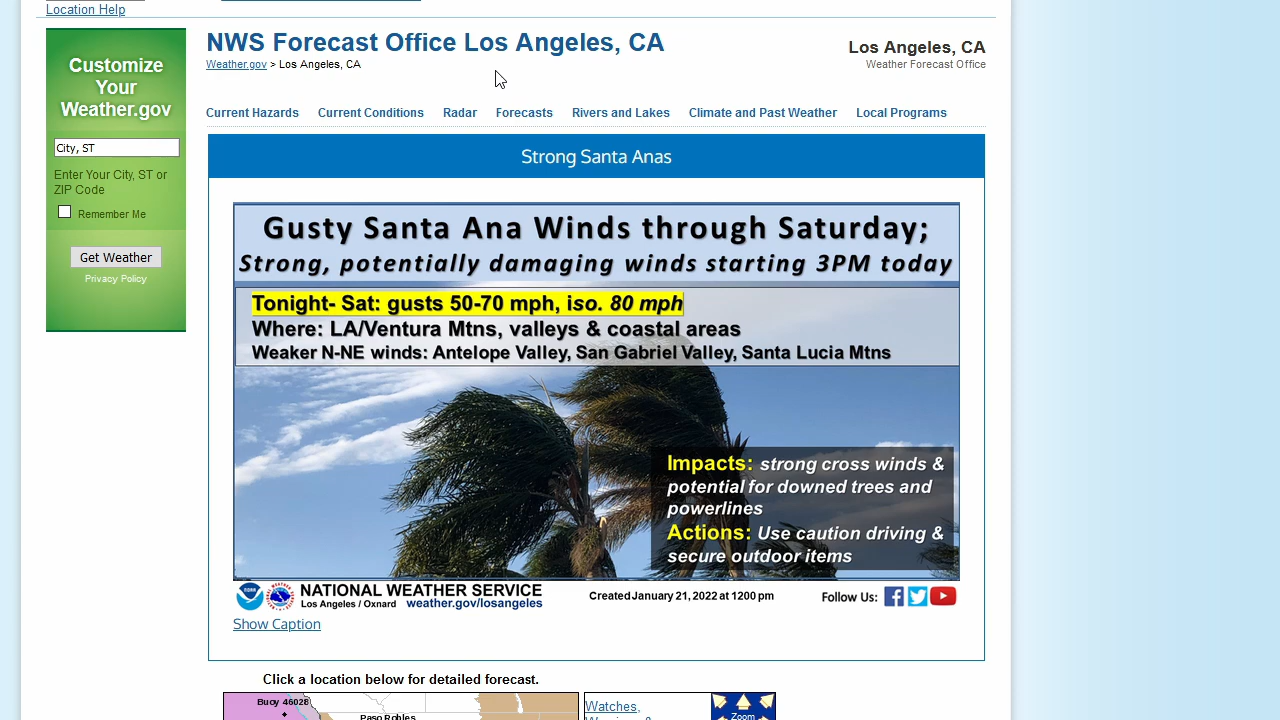 Location Help
NWS Forecast Office Los Angeles, CA
Weather.gov > Los Angeles, CA
Los Angeles, CA
Weather Forecast Office
Customize
Your
Weather.gov
City, ST
Enter Your City, ST or
ZIP Code
Remember Me
Get Weather
Privacy Policy
Current Hazards Current Conditions Radar Forecasts Rivers and Lakes Climate and Past Weather Local Programs
Strong Santa Anas
Gusty Santa Ana Winds through Saturday;
Strong, potentially damaging winds starting 3PM today
Tonight- Sat: gusts 50-70 mph, iso. 80 mph
Where: LA/Ventura Mtns, valleys & coastal areas
Weaker N-NE winds: Antelope Valley, San Gabriel Valley, Santa Lucia Mtns
Impacts: strong cross winds &
potential for downed trees and
powerlines
Actions: Use caution driving &
secure outdoor items
NATIONAL WEATHER SERVICE
Los Angeles / Oxnard weather.gov/losangeles
Created January 21, 2022 at 1200 pm
Follow Us:
Show Caption
Click a location below for detailed forecast.
Buoy 46028
Paso Robles
Watches,
Zoom